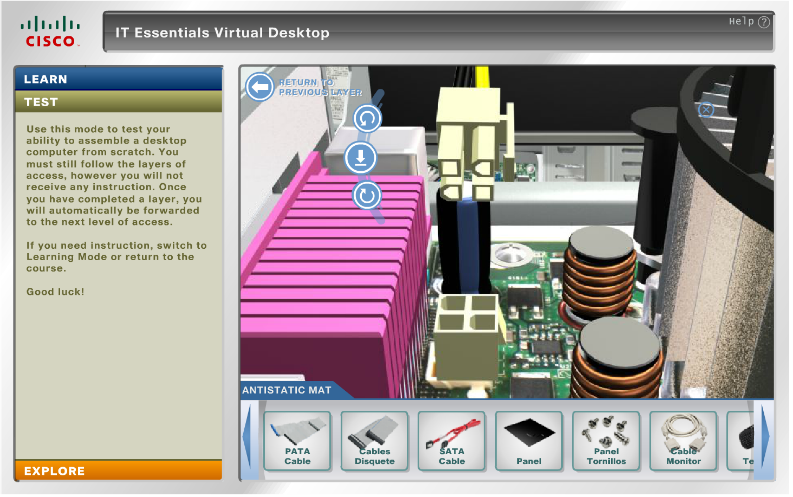 CISCO
IT Essentials Virtual Desktop
Help ?
LEARN
TEST
Use this mode to test your
ability to assemble a desktop
computer from scratch. You
must still follow the layers of
access, however you will not
receive any instruction. Once
you have completed a layer, you
will automatically be forwarded
to the next level of access.
If you need instruction, switch to
Learning Mode or return to the
course.
Good luck!
EXPLORE
RETURN TO
PREVIOUS LAYER
ANTISTATIC MAT
PATA
Cable
Cables
Disquete
SATA
Cable
Panel
Panel
Tornillos
Cable
Monitor
Te